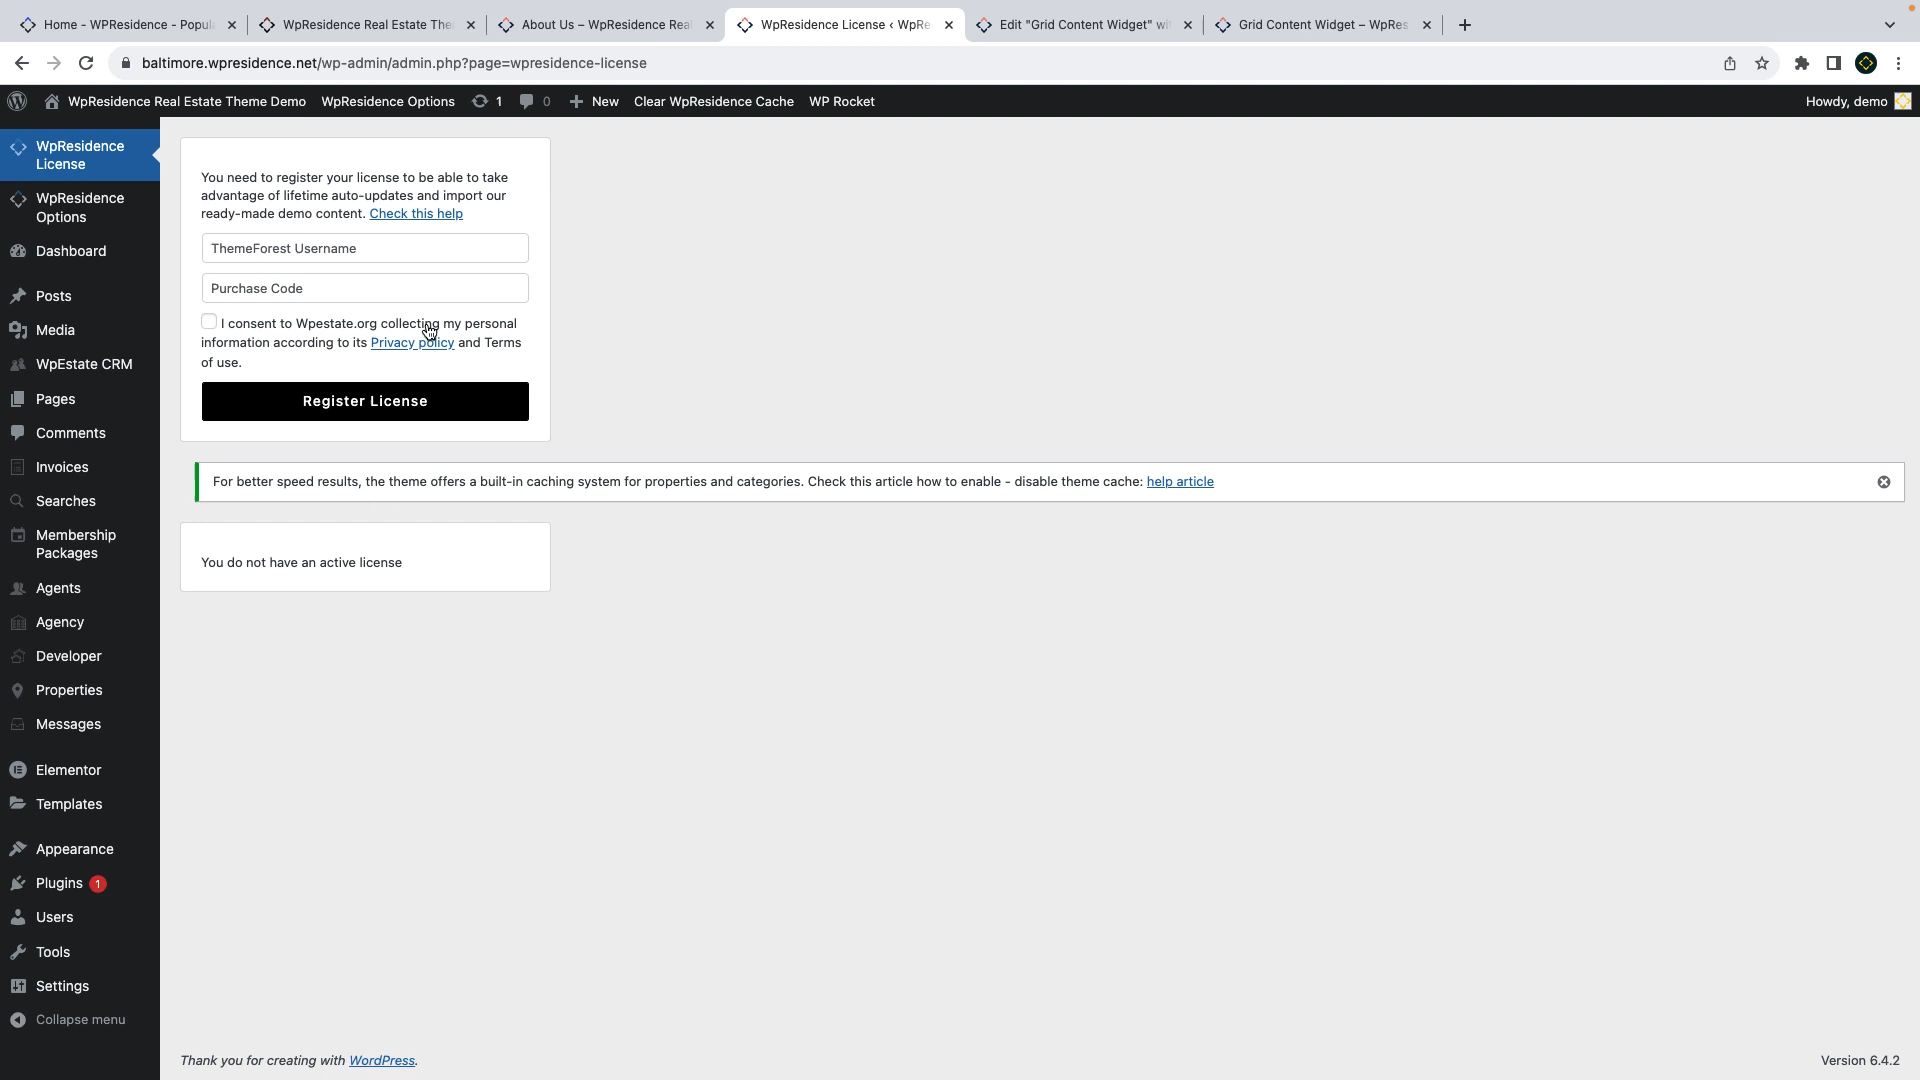 Home - WPResidence - Popul
WpResidence Real Estate The
About Us – WpResidence Rea
WpResidence License ‹ WpRe
Edit "Grid Content Widget" wit
Grid Content Widget – WpRes
baltimore.wpresidence.net/wp-admin/admin.php?page=wpresidence-license
WpResidence Real Estate Theme Demo WpResidence Options 1 0 New Clear WpResidence Cache WP Rocket Howdy, demo
WpResidence
License
WpResidence
Options
Dashboard
Posts
Media
WpEstate CRM
Pages
Comments
Invoices
Searches
Membership
Packages
Agents
Agency
Developer
Properties
Messages
Elementor
Templates
Appearance
Plugins 1
Users
Tools
Settings
Collapse menu
You need to register your license to be able to take
advantage of lifetime auto-updates and import our
ready-made demo content. Check this help
ThemeForest Username
Purchase Code
I consent to Wpestate.org collecting my personal
information according to its Privacy policy and Terms
of use.
Register License
For better speed results, the theme offers a built-in caching system for properties and categories. Check this article how to enable - disable theme cache: help article
You do not have an active license
Thank you for creating with WordPress.
Version 6.4.2